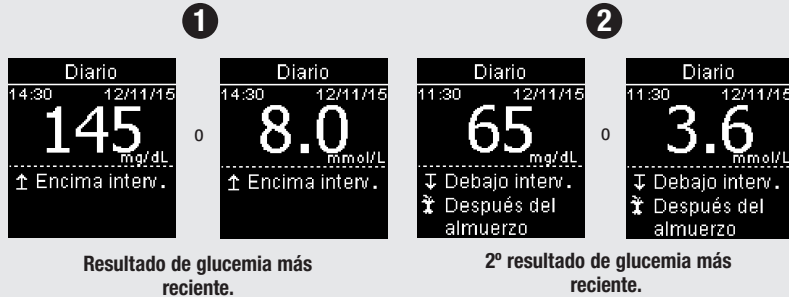 1
Diario
14:30 12/11/15
145
mg/dL
↑ Encima interv.
o
Diario
14:30 12/11/15
8.0
mmol/L
↑ Encima interv.
Resultado de glucemia más
reciente.
2
Diario
11:30 12/11/15
65
mg/dL
↧ Debajo interv.
Después del
almuerzo
o
Diario
11:30 12/11/15
3.6
mmol/L
↧ Debajo interv.
Después del
almuerzo
2º resultado de glucemia más
reciente.